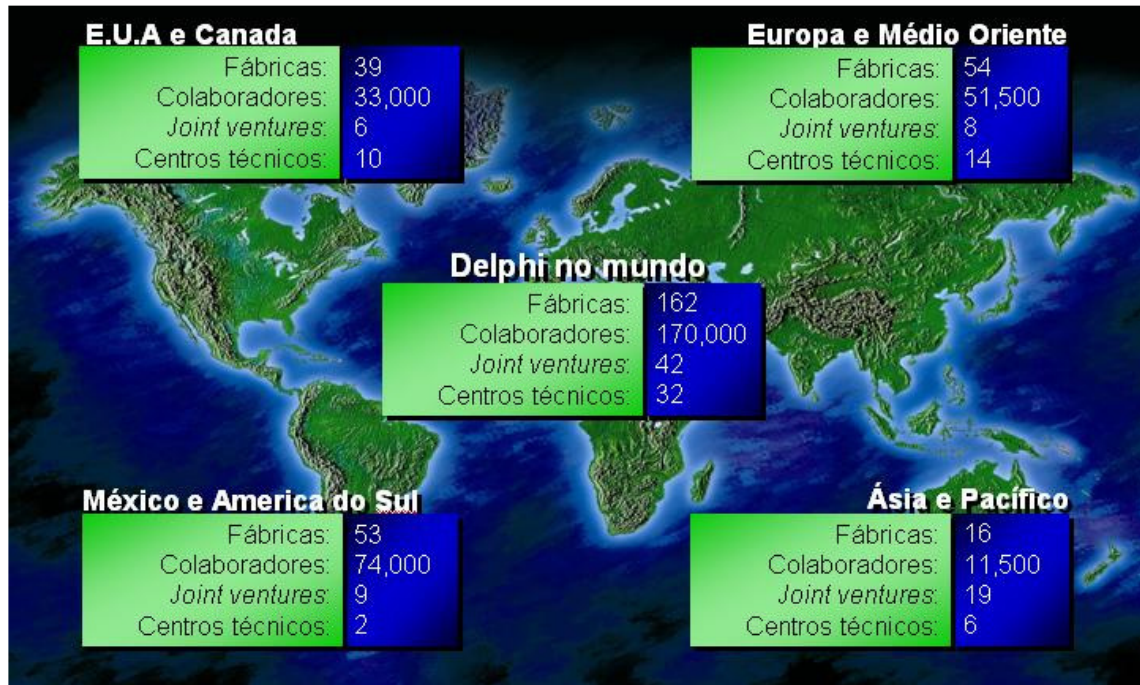 E.U.A e Canada
Fábricas: 39
Colaboradores: 33,000
Joint ventures: 6
Centros técnicos: 10
Europa e Médio Oriente
Fábricas: 54
Colaboradores: 51,500
Joint ventures: 8
Centros técnicos: 14
Delphi no mundo
Fábricas: 162
Colaboradores: 170,000
Joint ventures: 42
Centros técnicos: 32
México e America do Sul
Fábricas: 53
Colaboradores: 74,000
Joint ventures: 9
Centros técnicos: 2
Ásia e Pacífico
Fábricas: 16
Colaboradores: 11,500
Joint ventures: 19
Centros técnicos: 6